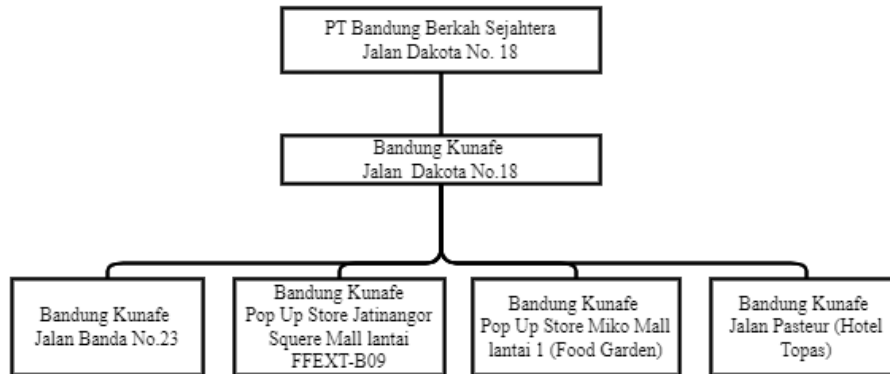 PT Bandung Berkah Sejahtera
Jalan Dakota No. 18
Bandung Kunafe
Jalan Dakota No.18
Bandung Kunafe
Jalan Banda No.23
Bandung Kunafe
Pop Up Store Jatinangor
Squere Mall lantai
FFEXT-B09
Bandung Kunafe
Pop Up Store Miko Mall
lantai 1 (Food Garden)
Bandung Kunafe
Jalan Pasteur (Hotel
Topas)